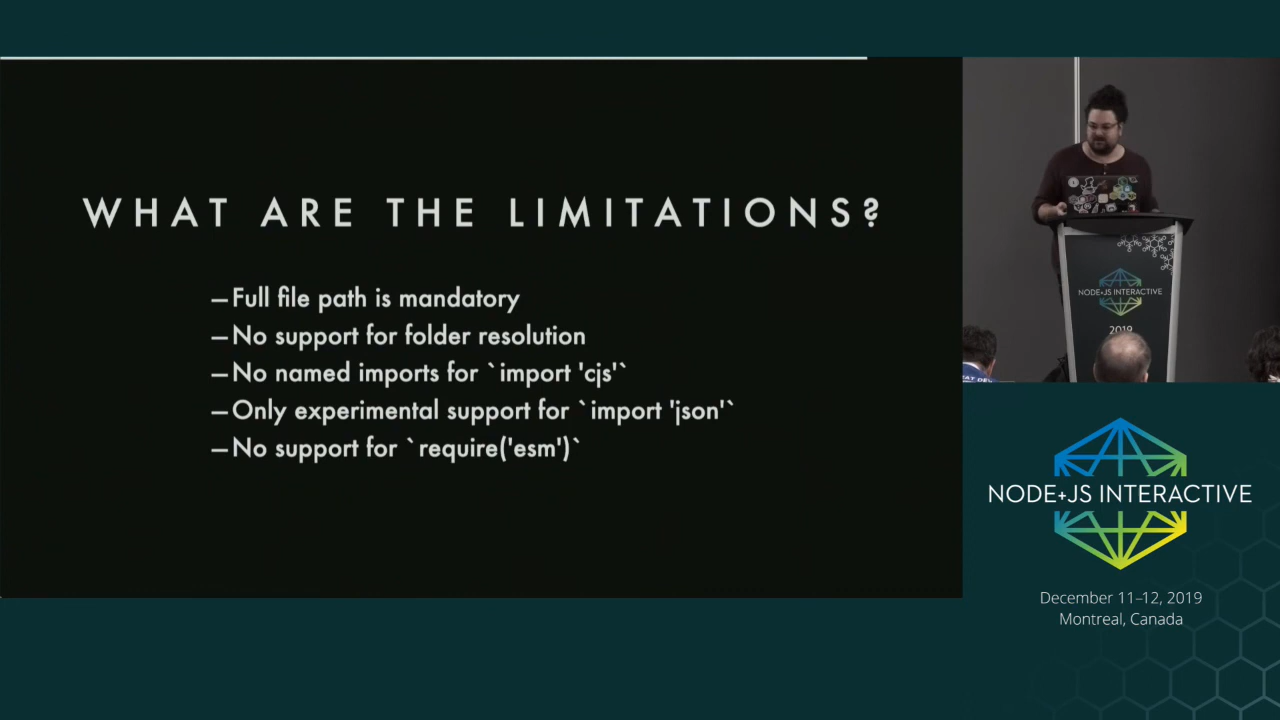 WHAT ARE THE LIMITATIONS?
—Full file path is mandatory
—No support for folder resolution
—No named imports for `import 'cjs'`
—Only experimental support for `import 'json'`
—No support for `require('esm')`
NODE+JS INTERACTIVE
2019
NODE+JS INTERACTIVE
December 11–12, 2019
Montreal, Canada